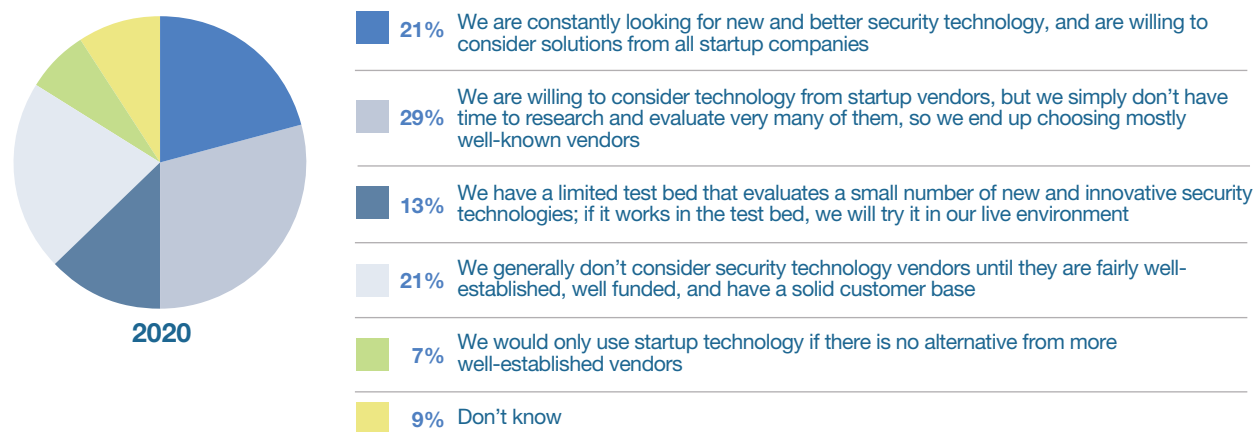 21% We are constantly looking for new and better security technology, and are willing to
consider solutions from all startup companies
29% We are willing to consider technology from startup vendors, but we simply don’t have
time to research and evaluate very many of them, so we end up choosing mostly
well-known vendors
13% We have a limited test bed that evaluates a small number of new and innovative security
technologies; if it works in the test bed, we will try it in our live environment
21% We generally don’t consider security technology vendors until they are fairly well-
established, well funded, and have a solid customer base
7% We would only use startup technology if there is no alternative from more
well-established vendors
9% Don’t know
2020